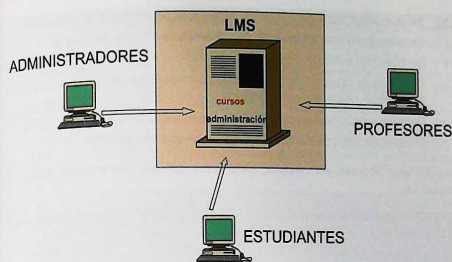 LMS
ADMINISTRADORES
cursos
administración
PROFESORES
ESTUDIANTES